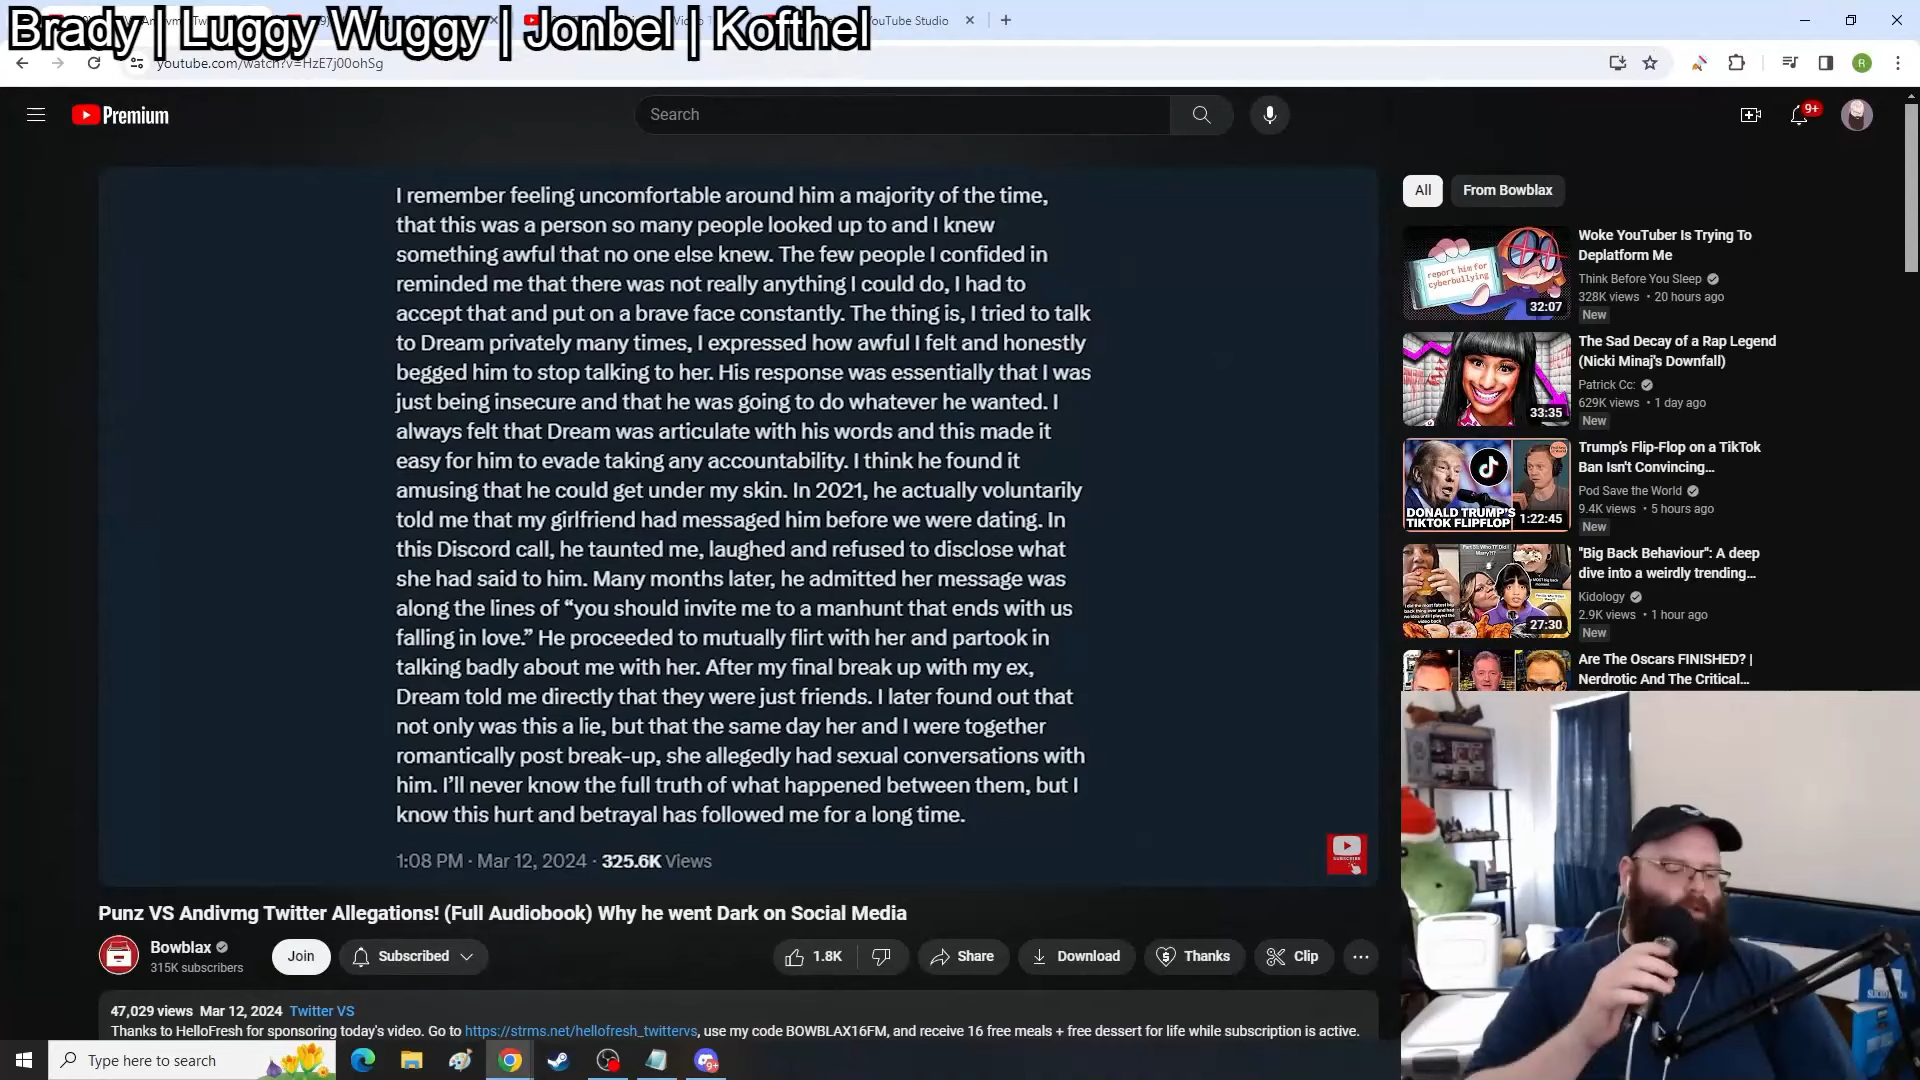 Brady | Luggy Wuggy | Jonbel | Kofthel
YouTube Studio
youtube.com/watch?v=HzE7j00ohSg
R
Premium
Search
9+
I remember feeling uncomfortable around him a majority of the time,
that this was a person so many people looked up to and I knew
something awful that no one else knew. The few people I confided in
reminded me that there was not really anything I could do, I had to
accept that and put on a brave face constantly. The thing is, I tried to talk
to Dream privately many times, I expressed how awful I felt and honestly
begged him to stop talking to her. His response was essentially that I was
just being insecure and that he was going to do whatever he wanted. I
always felt that Dream was articulate with his words and this made it
easy for him to evade taking any accountability. I think he found it
amusing that he could get under my skin. In 2021, he actually voluntarily
told me that my girlfriend had messaged him before we were dating. In
this Discord call, he taunted me, laughed and refused to disclose what
she had said to him. Many months later, he admitted her message was
along the lines of “you should invite me to a manhunt that ends with us
falling in love.” He proceeded to mutually flirt with her and partook in
talking badly about me with her. After my final break up with my ex,
Dream told me directly that they were just friends. I later found out that
not only was this a lie, but that the same day her and I were together
romantically post break-up, she allegedly had sexual conversations with
him. I’ll never know the full truth of what happened between them, but I
know this hurt and betrayal has followed me for a long time.
1:08 PM · Mar 12, 2024 · 325.6K Views
SUBSCRIBE
Punz VS Andivmg Twitter Allegations! (Full Audiobook) Why he went Dark on Social Media
Bowblax
315K subscribers
Join
Subscribed
1.8K
Share
Download
Thanks
Clip
47,029 views Mar 12, 2024 Twitter VS
Thanks to HelloFresh for sponsoring today's video. Go to https://strms.net/hellofresh_twittervs, use my code BOWBLAX16FM, and receive 16 free meals + free dessert for life while subscription is active.
All
From Bowblax
report him for
cyberbullying
32:07
Woke YouTuber Is Trying To
Deplatform Me
Think Before You Sleep
328K views • 20 hours ago
New
33:35
The Sad Decay of a Rap Legend
(Nicki Minaj's Downfall)
Patrick Cc:
629K views • 1 day ago
New
DONALD TRUMP'S
TIKTOK FLIPFLOP
1:22:45
Trump’s Flip-Flop on a TikTok
Ban Isn't Convincing...
Pod Save the World
9.4K views • 5 hours ago
New
27:30
"Big Back Behaviour": A deep
dive into a weirdly trending...
Kidology
2.9K views • 1 hour ago
New
Are The Oscars FINISHED? |
Nerdrotic And The Critical...
Type here to search
9+